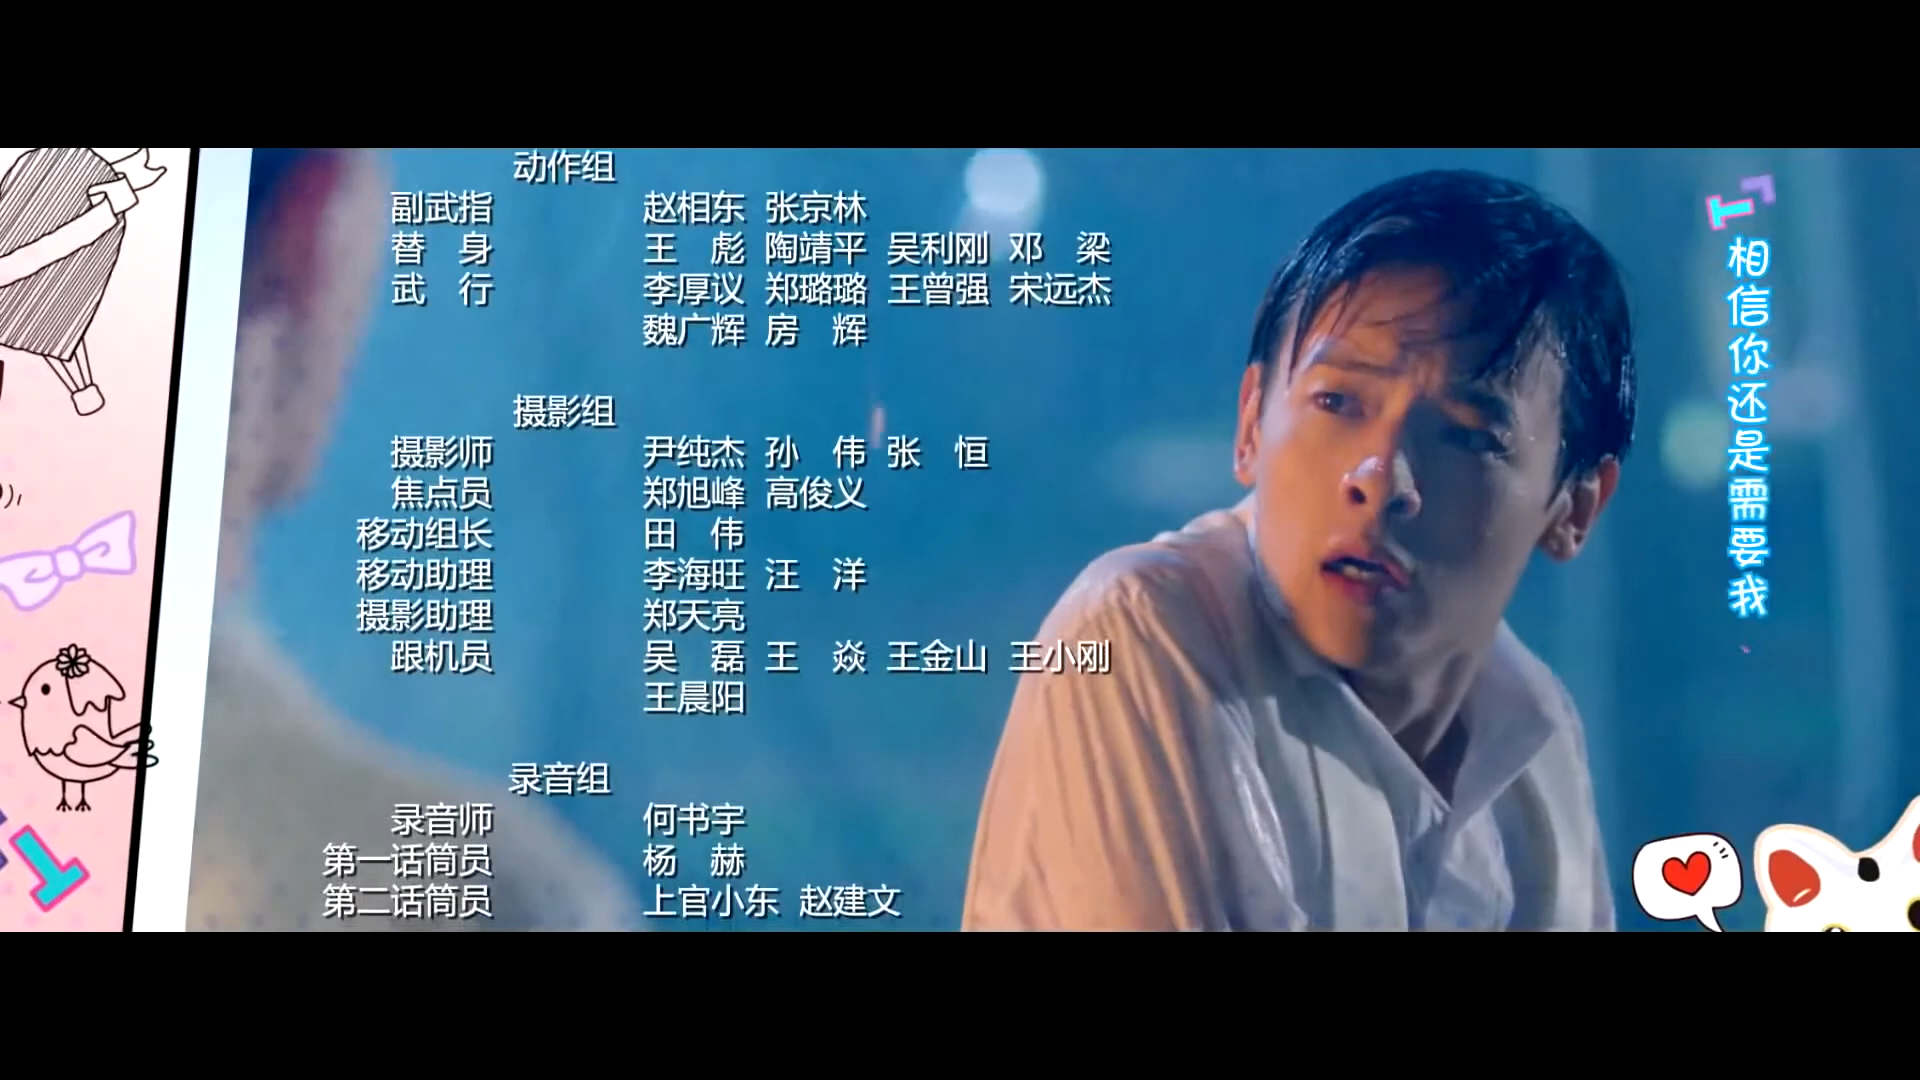 动作组
副武指 赵相东 张京林
替 身 王 彪 陶靖平 吴利刚 邓 梁
武 行 李厚议 郑璐璐 王曾强 宋远杰
魏广辉 房 辉
摄影组
摄影师 尹纯杰 孙 伟 张 恒
焦点员 郑旭峰 高俊义
移动组长 田 伟
移动助理 李海旺 汪 洋
摄影助理 郑天亮
跟机员 吴 磊 王 焱 王金山 王小刚
王晨阳
录音组
录音师 何书宇
第一话筒员 杨 赫
第二话筒员 上官小东 赵建文
相信你还是需要我